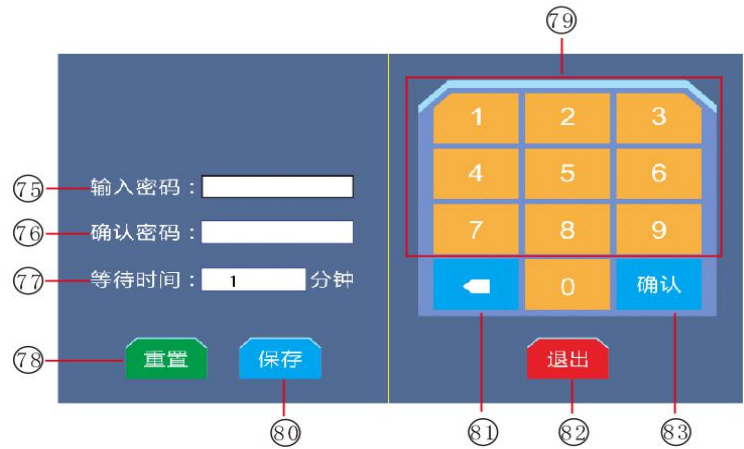 79
1 2 3
4 5 6
7 8 9
0 确认
75 输入密码：
76 确认密码：
77 等待时间： 1 分钟
78 重置 保存
退出
80 81 82 83